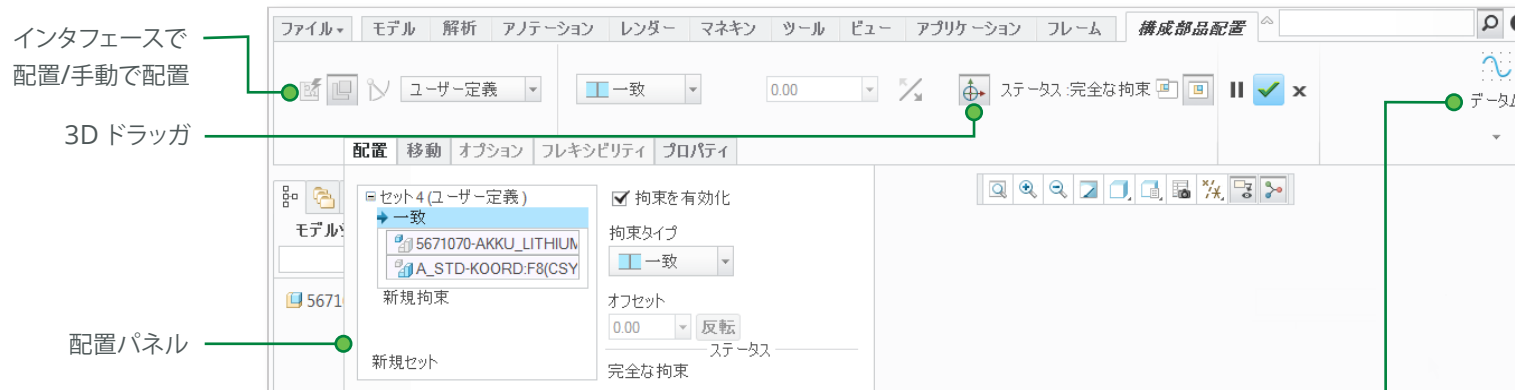 インタフェースで
配置/手動で配置
3D ドラッガ
配置パネル
ファイル モデル 解析 アノテーション レンダー マネキン ツール ビュー アプリケーション フレーム 構成部品配置
ユーザー定義 一致 0.00 ステータス:完全な拘束
データム
配置 移動 オプション フレキシビリティ プロパティ
セット4(ユーザー定義)
一致
5671070-AKKU_LITHIUM
A_STD-KOORD:F8(CSY
新規拘束
新規セット
拘束を有効化
拘束タイプ
一致
オフセット
0.00 反転
ステータス
完全な拘束
モデル
5671